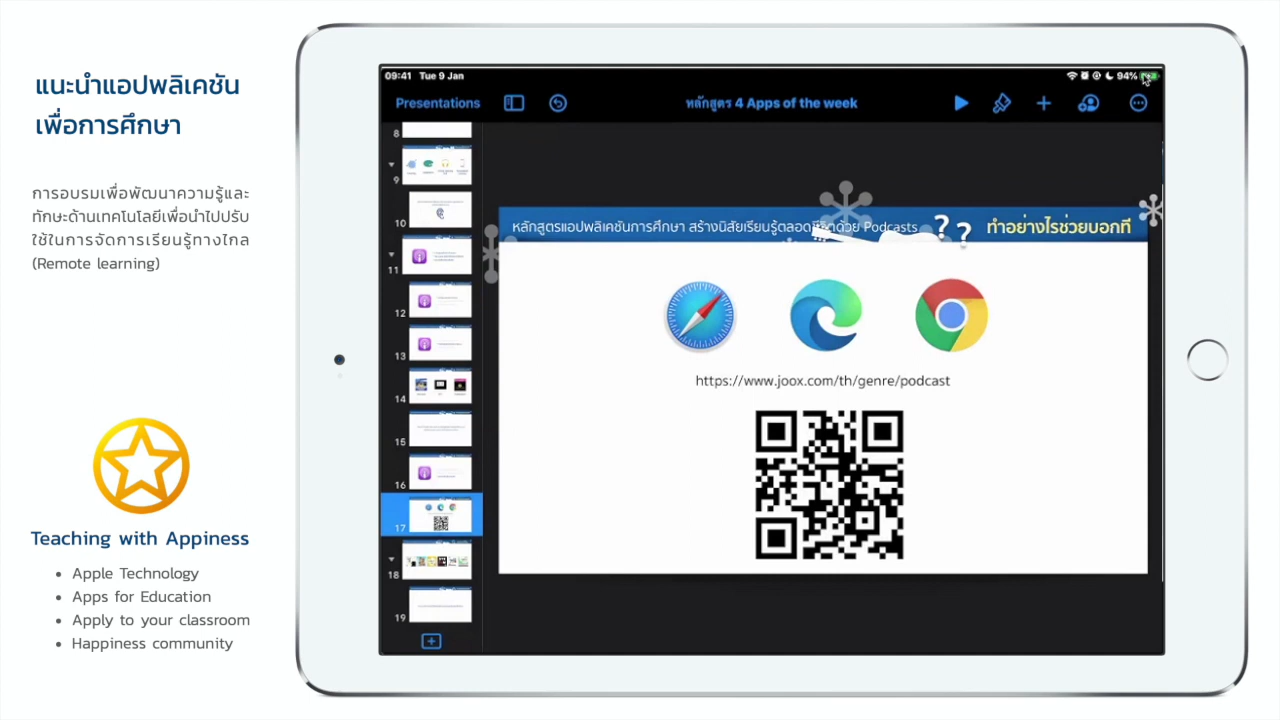 แนะนำแอปพลิเคชัน
เพื่อการศึกษา
การอบรมเพื่อพัฒนาความรู้และ
ทักษะด้านเทคโนโลยีเพื่อนำไปปรับ
ใช้ในการจัดการเรียนรู้ทางไกล
(Remote learning)
Teaching with Appiness
• Apple Technology
• Apps for Education
• Apply to your classroom
• Happiness community
09:41 Tue 9 Jan
94%
Presentations
หลักสูตร 4 Apps of the week
8
9
10
11
12
13
14
15
16
17
18
19
หลักสูตรแอปพลิเคชันการศึกษา สร้างนิสัยเรียนรู้ตลอดชีวิตด้วย Podcasts
? ?
ทำอย่างไรช่วยบอกที
https://www.joox.com/th/genre/podcast